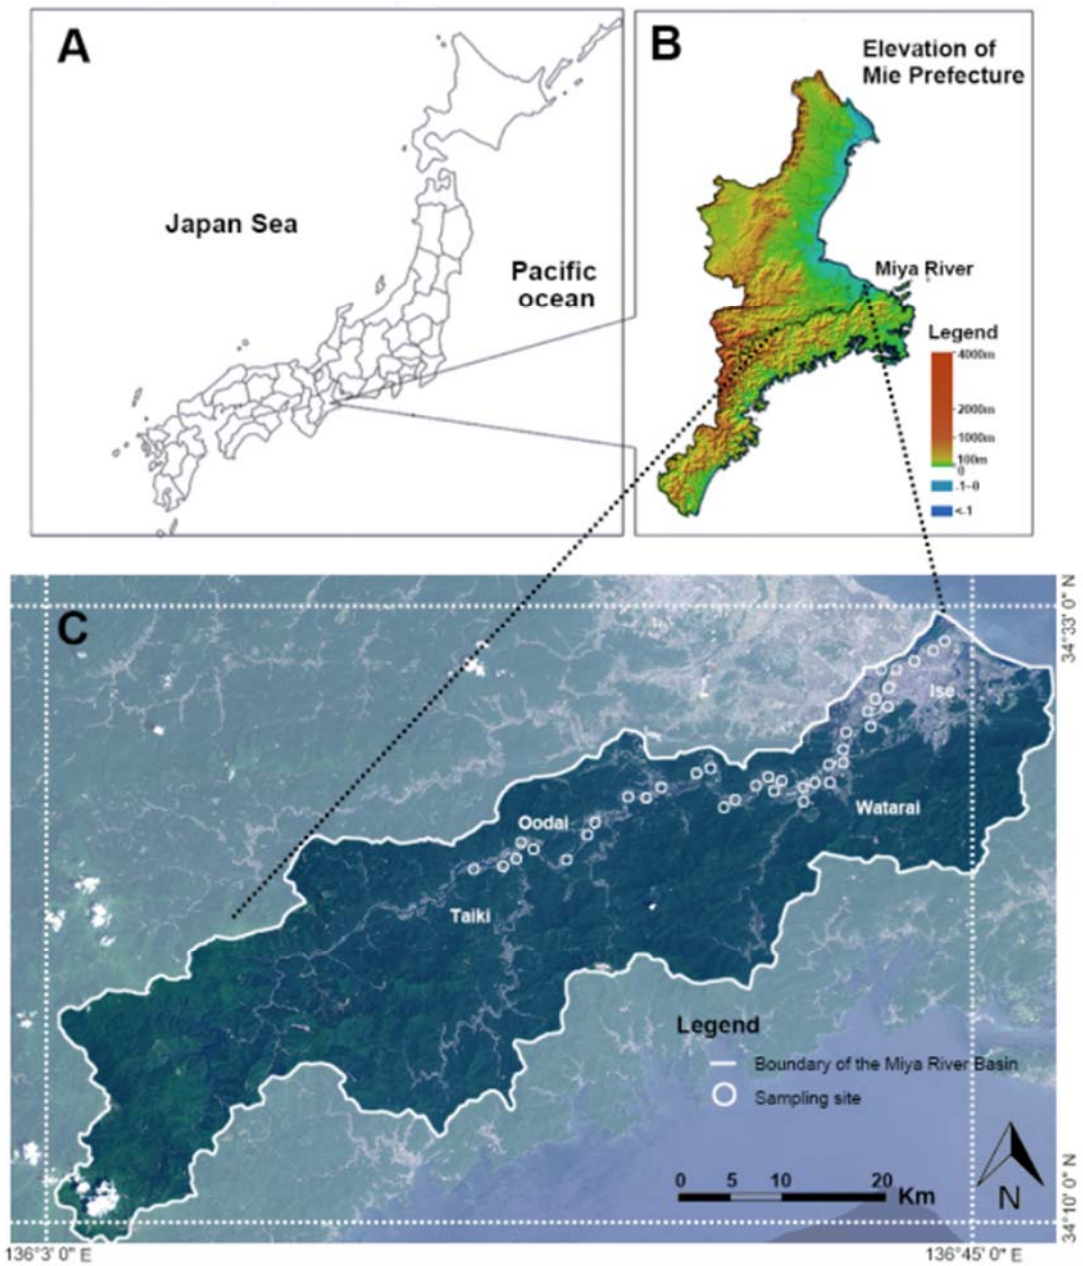 A
Japan Sea
Pacific
ocean
B
Elevation of
Mie Prefecture
Miya River
Legend
4000m
2000m
1000m
100m
0
.1-0
<.1
C
34°33' 0" N
Ise
Watarai
Oodai
Taiki
Legend
Boundary of the Miya River Basin
Sampling site
0 5 10 20 Km
N
34°10' 0" N
136°3' 0" E
136°45' 0" E